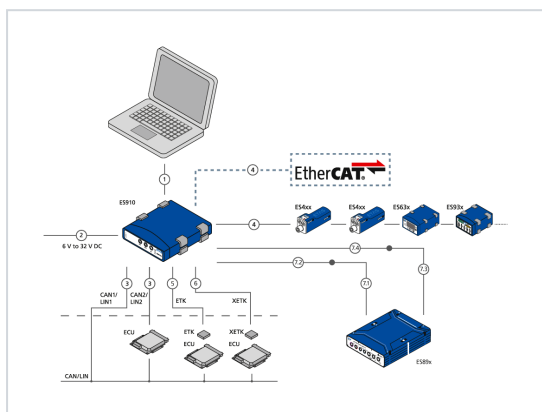 1
4
EtherCAT
ES910
ES4xx
ES4xx
ES63x
ES93x
2
4
6 V to 32 V DC
7.4
7.2
7.3
3
3
5
6
7.1
CAN1/
LIN1
CAN2/
LIN2
ETK
XETK
ECU
ETK
ECU
XETK
ECU
ES89x
CAN/LIN